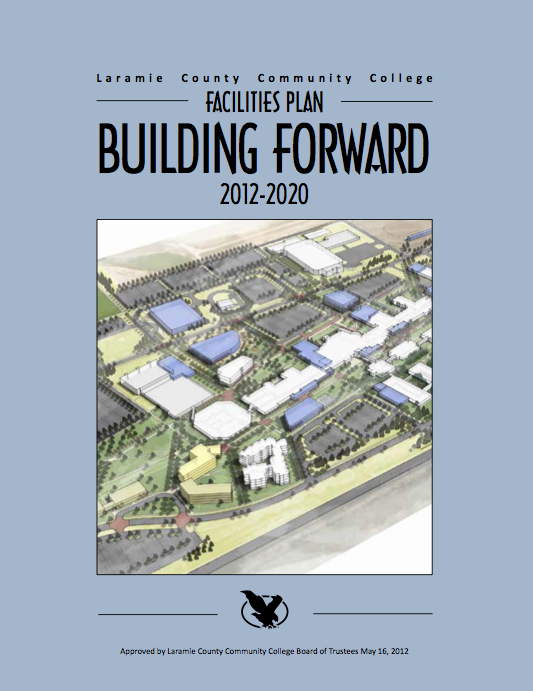 Laramie County Community College
FACILITIES PLAN
BUILDING FORWARD
2012-2020
Approved by Laramie County Community College Board of Trustees May 16, 2012